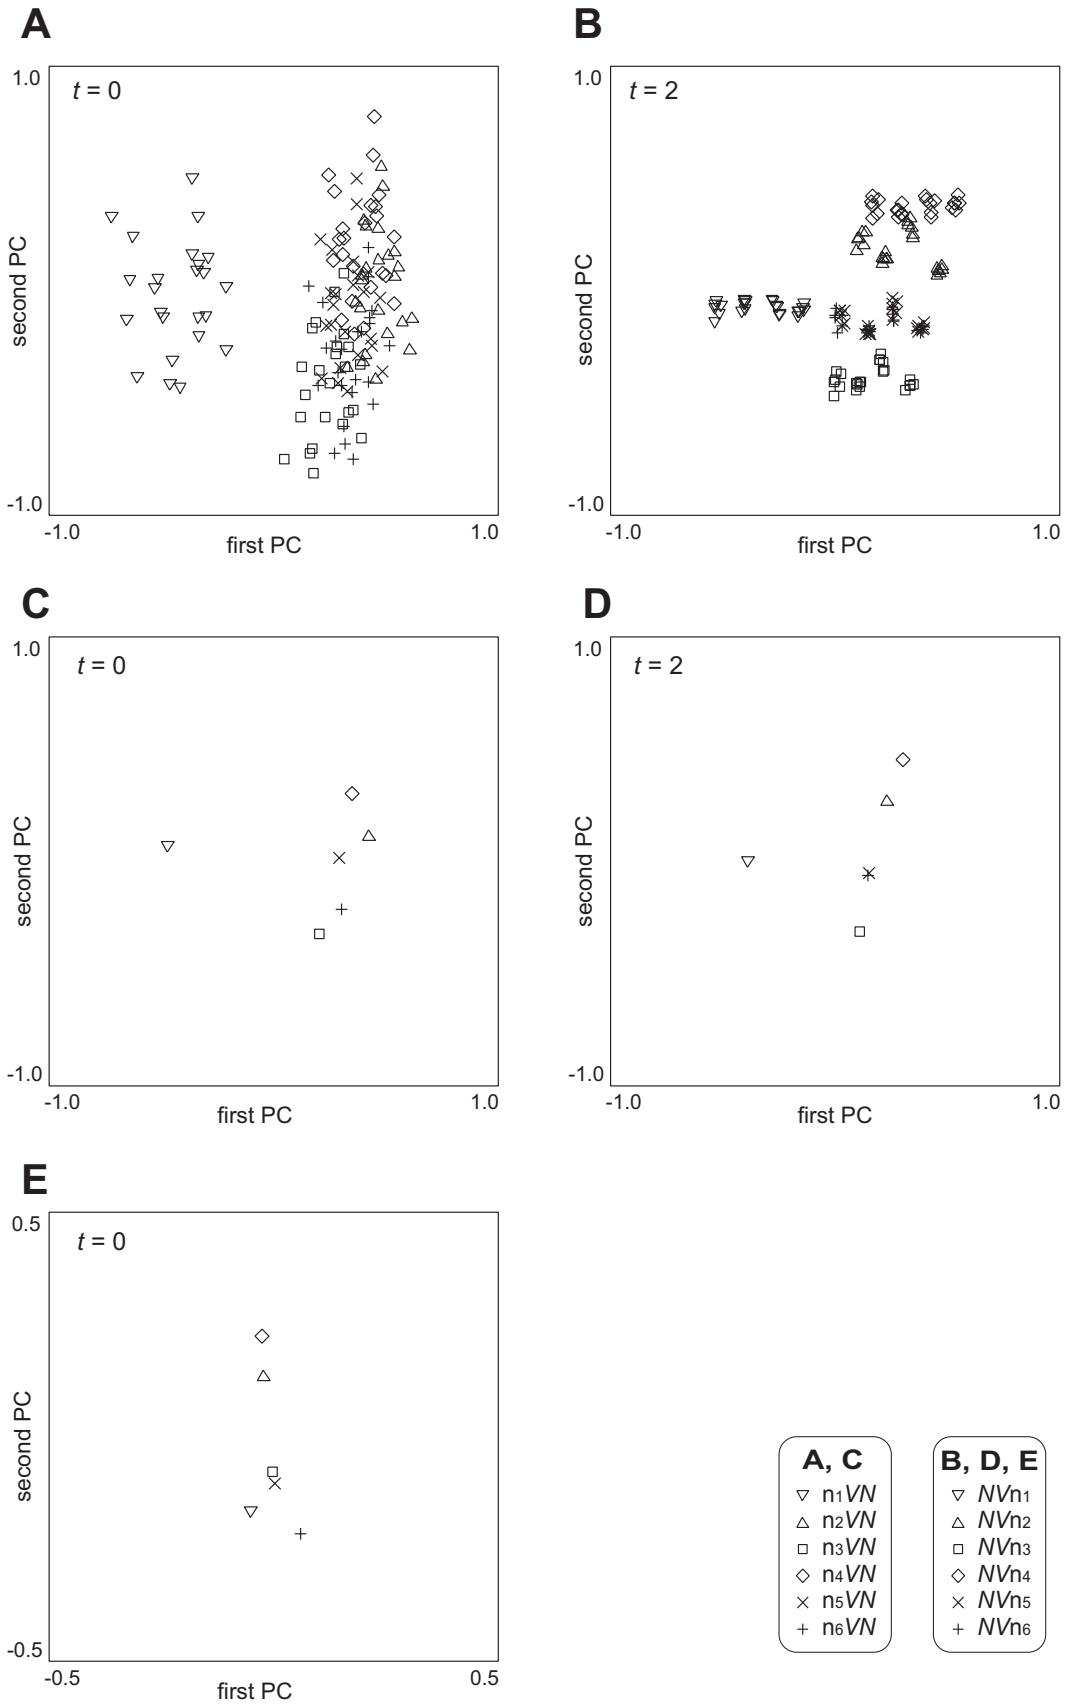 A
1.0
t = 0
second PC
-1.0
-1.0
1.0
first PC
B
1.0
t = 2
second PC
-1.0
-1.0
1.0
first PC
C
1.0
t = 0
second PC
-1.0
-1.0
1.0
first PC
D
1.0
t = 2
second PC
-1.0
-1.0
1.0
first PC
E
0.5
t = 0
second PC
-0.5
-0.5
0.5
first PC
A, C
n1VN
n2VN
n3VN
n4VN
n5VN
n6VN
B, D, E
NVn1
NVn2
NVn3
NVn4
NVn5
NVn6